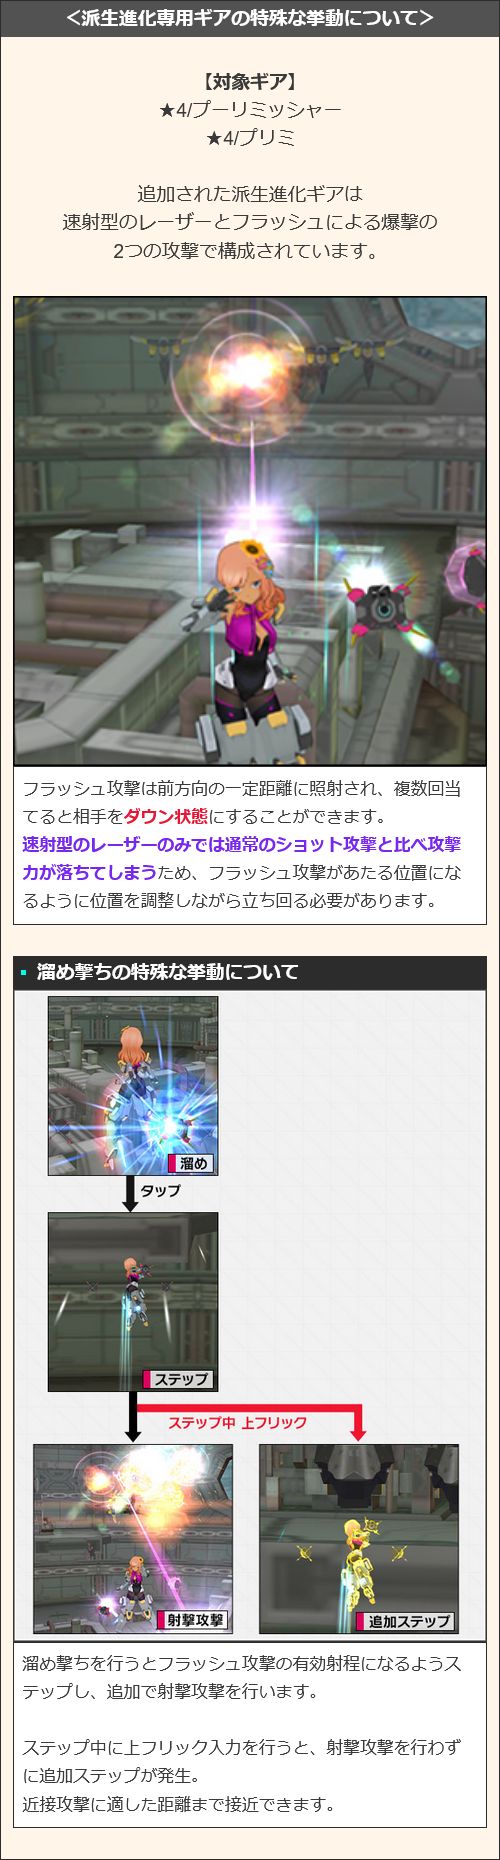 ＜派生進化専用ギアの特殊な挙動について＞
【対象ギア】
★4/プーリミッシャー
★4/プリミ
追加された派生進化ギアは
速射型のレーザーとフラッシュによる爆撃の
2つの攻撃で構成されています。
フラッシュ攻撃は前方向の一定距離に照射され、複数回当
てると相手をダウン状態にすることができます。
速射型のレーザーのみでは通常のショット攻撃と比べ攻撃
力が落ちてしまうため、フラッシュ攻撃があたる位置にな
るように位置を調整しながら立ち回る必要があります。
溜め撃ちの特殊な挙動について
溜め
タップ
ステップ
ステップ中 上フリック
射撃攻撃
追加ステップ
溜め撃ちを行うとフラッシュ攻撃の有効射程になるようス
テップし、追加で射撃攻撃を行います。
ステップ中に上フリック入力を行うと、射撃攻撃を行わず
に追加ステップが発生。
近接攻撃に適した距離まで接近できます。